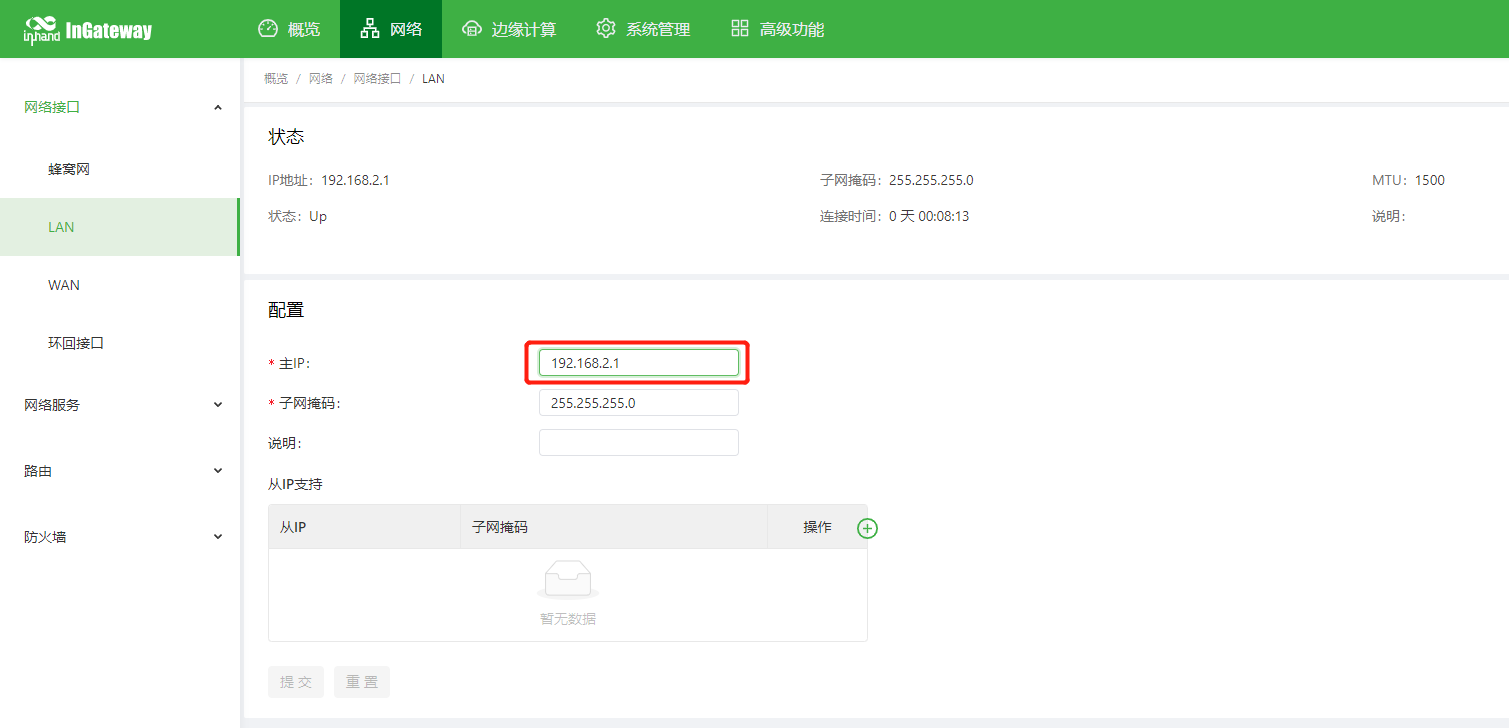 inhand InGateway 概览 网络 边缘计算 系统管理 高级功能
概览 / 网络 / 网络接口 / LAN
网络接口
蜂窝网
LAN
WAN
环回接口
网络服务
路由
防火墙
状态
IP地址: 192.168.2.1 子网掩码: 255.255.255.0 MTU: 1500
状态: Up 连接时间: 0 天 00:08:13 说明:
配置
* 主IP: 192.168.2.1
* 子网掩码: 255.255.255.0
说明:
从IP支持
从IP 子网掩码 操作
暂无数据
提交 重置